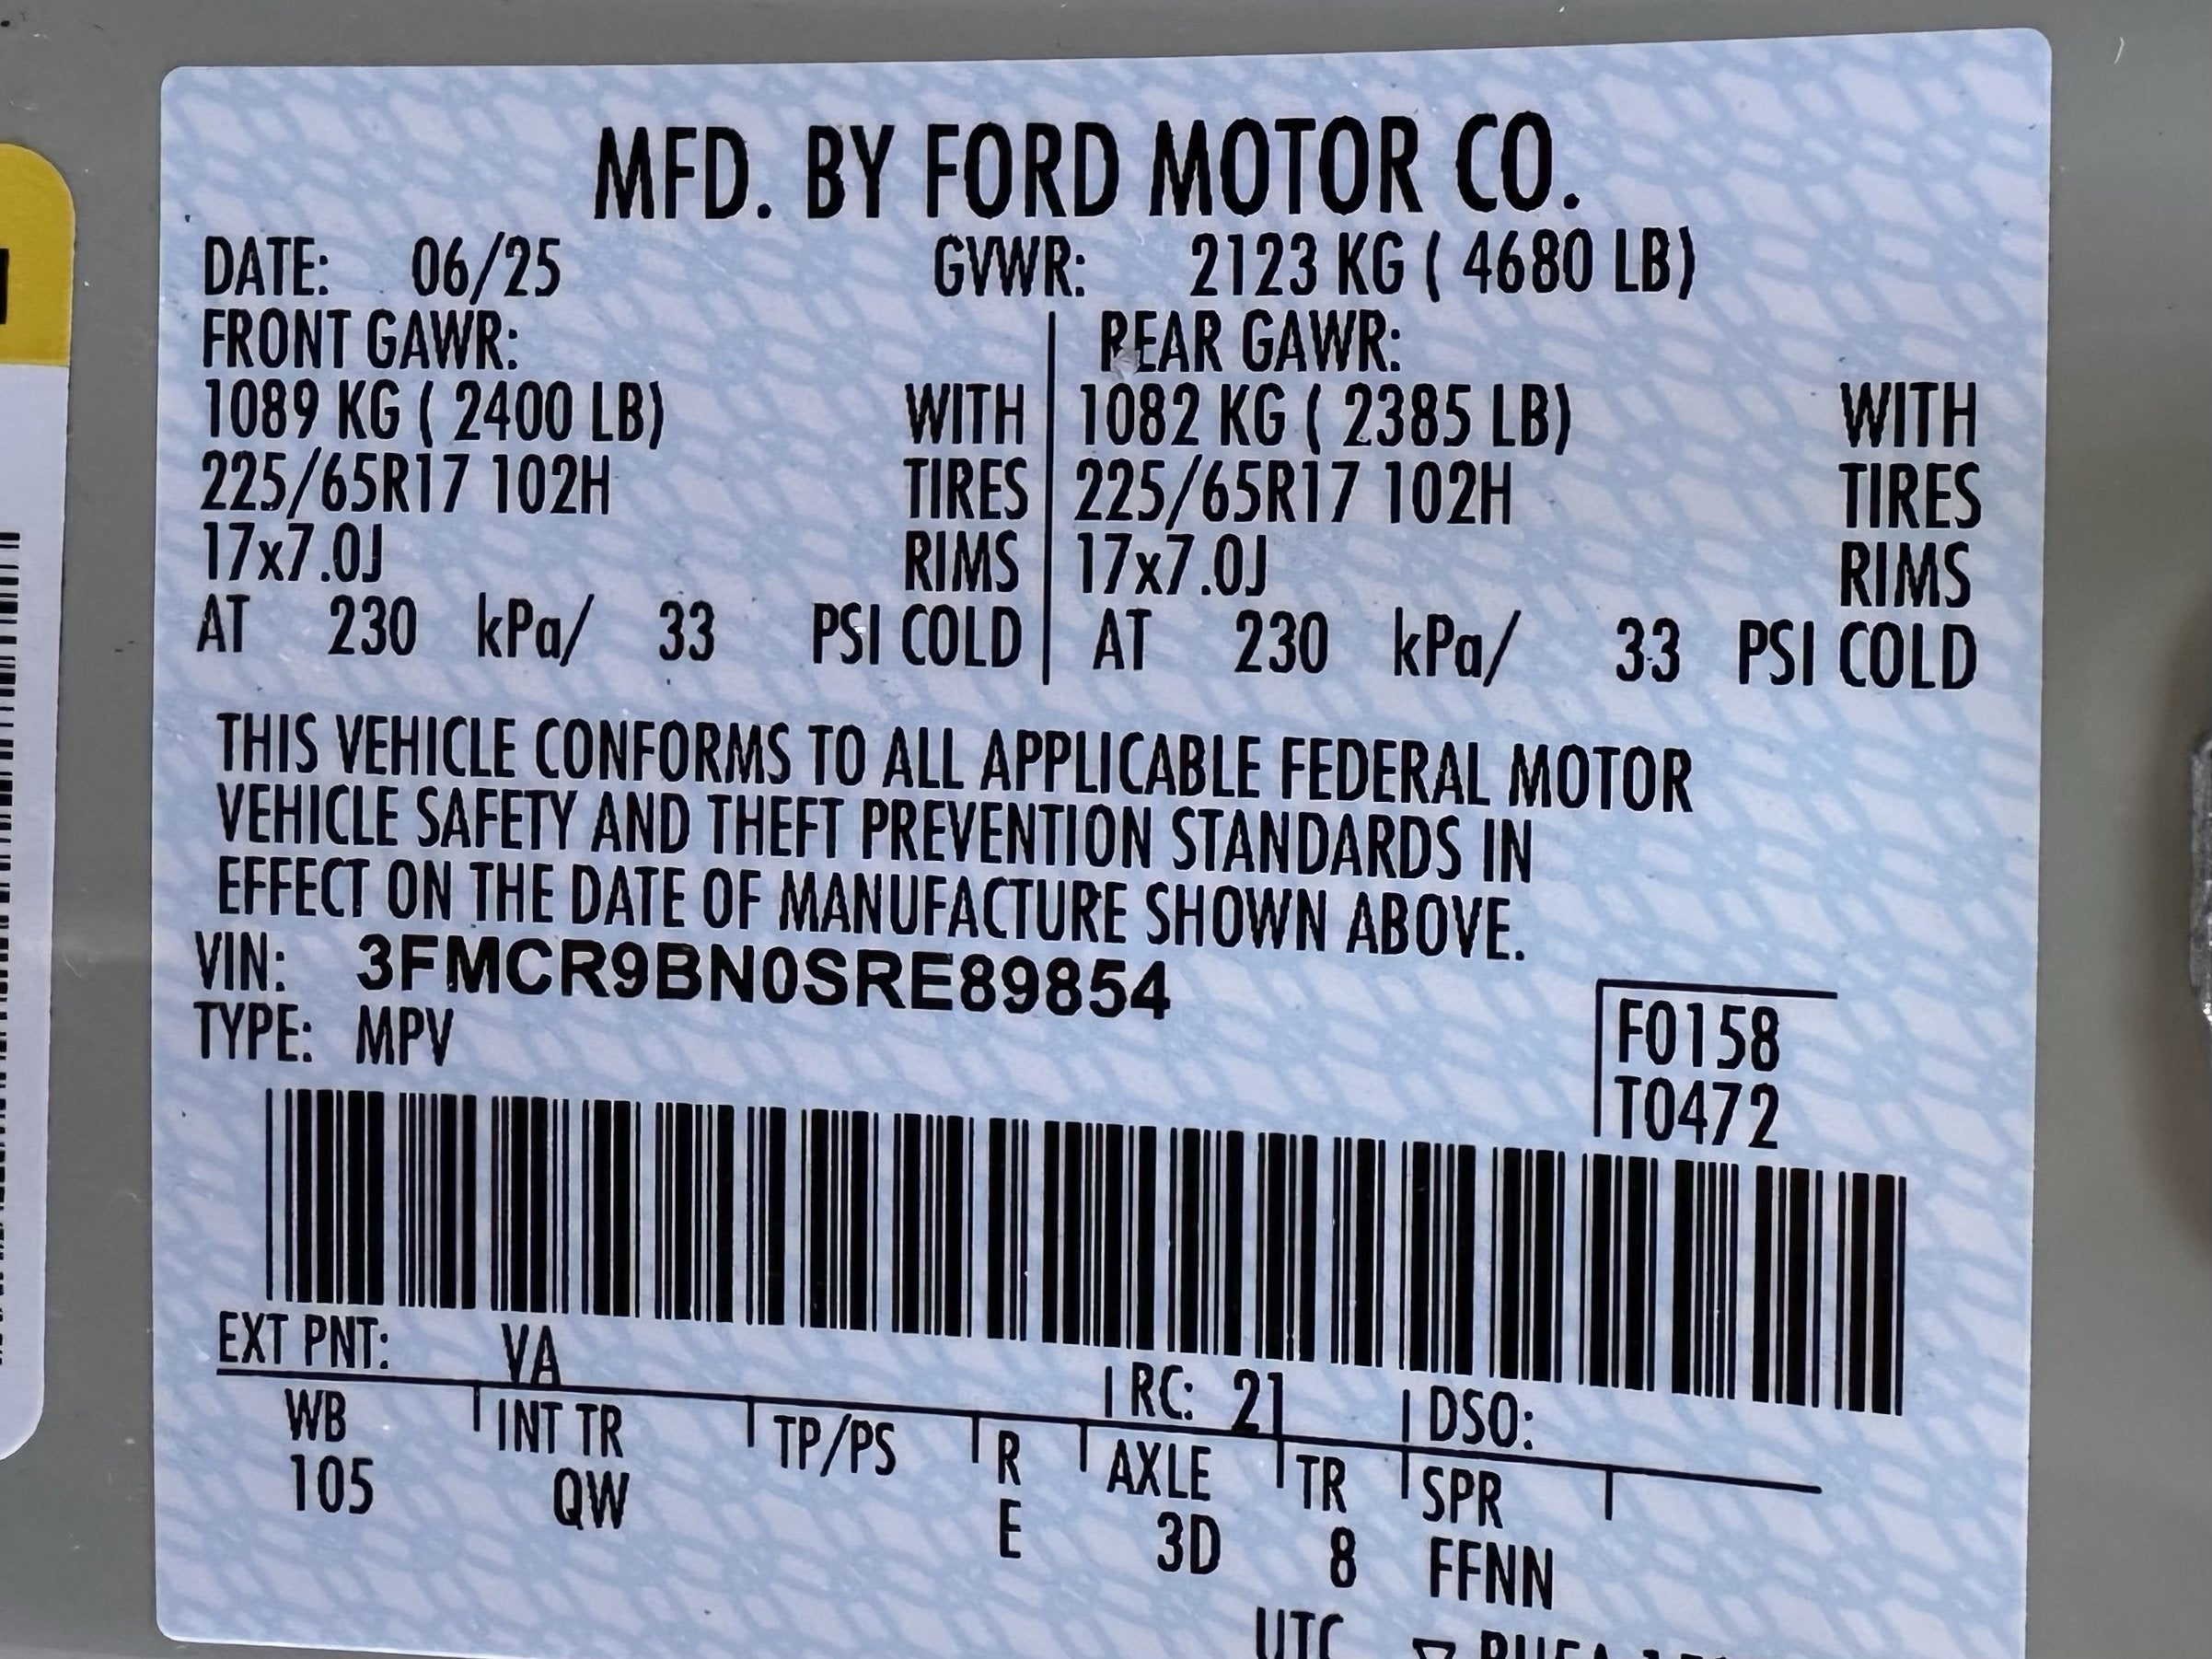 MFD. BY FORD MOTOR CO.
DATE: 06/25 GVWR: 2123 KG ( 4680 LB)
FRONT GAWR: REAR GAWR:
1089 KG ( 2400 LB) WITH 1082 KG ( 2385 LB) WITH
225/65R17 102H TIRES 225/65R17 102H TIRES
17x7.0J RIMS 17x7.0J RIMS
AT 230 kPa/ 33 PSI COLD AT 230 kPa/ 33 PSI COLD
THIS VEHICLE CONFORMS TO ALL APPLICABLE FEDERAL MOTOR
VEHICLE SAFETY AND THEFT PREVENTION STANDARDS IN
EFFECT ON THE DATE OF MANUFACTURE SHOWN ABOVE.
VIN: 3FMCR9BN0SRE89854
TYPE: MPV
F0158
T0472
EXT PNT: VA RC: 21 DSO:
WB INT TR TP/PS R AXLE TR SPR
105 QW E 3D 8 FFNN
UTC